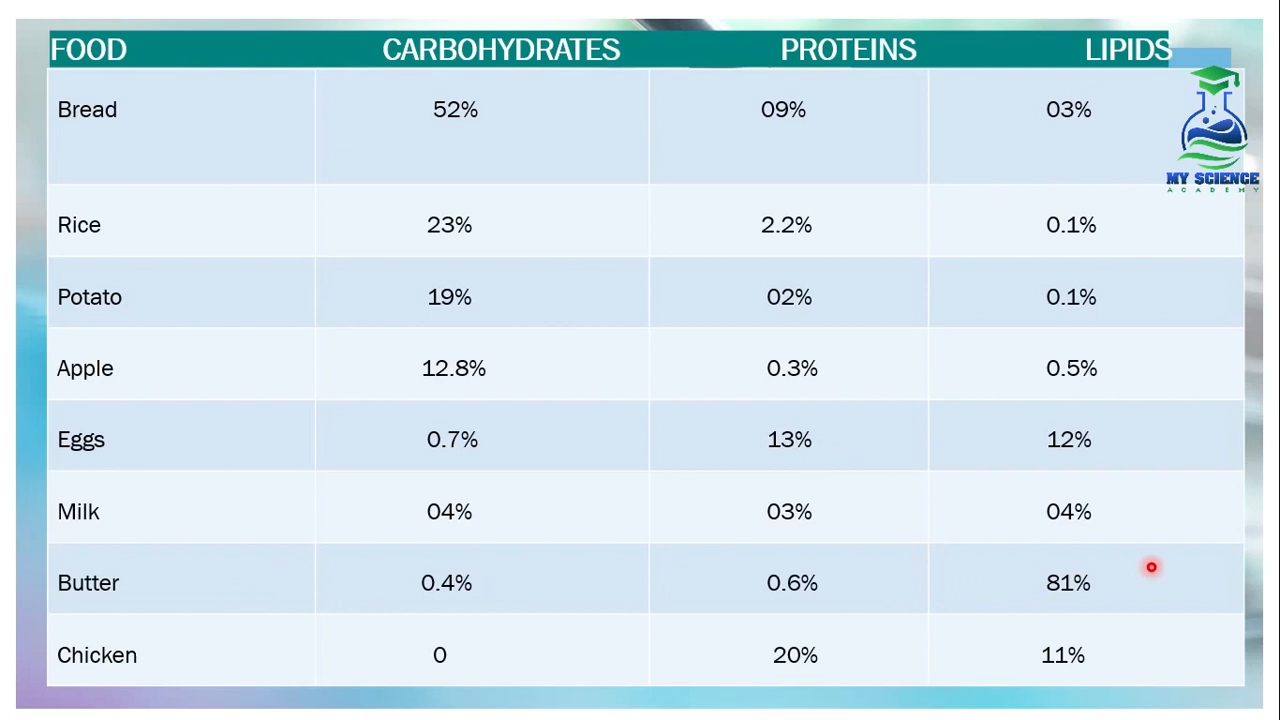 FOOD CARBOHYDRATES PROTEINS LIPIDS
Bread 52% 09% 03%
MY SCIENCE
ACADEMY
Rice 23% 2.2% 0.1%
Potato 19% 02% 0.1%
Apple 12.8% 0.3% 0.5%
Eggs 0.7% 13% 12%
Milk 04% 03% 04%
Butter 0.4% 0.6% 81%
Chicken 0 20% 11%